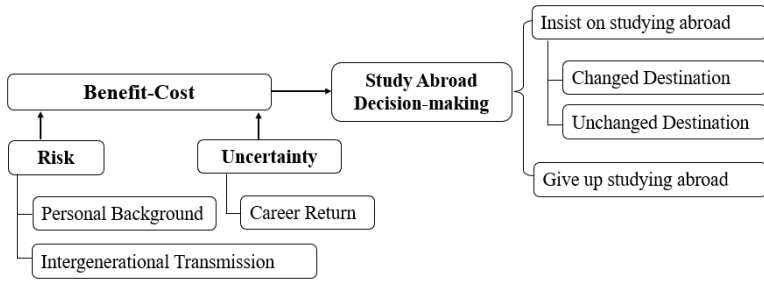 Benefit-Cost
Risk
Personal Background
Intergenerational Transmission
Uncertainty
Career Return
Study Abroad
Decision-making
Insist on studying abroad
Changed Destination
Unchanged Destination
Give up studying abroad